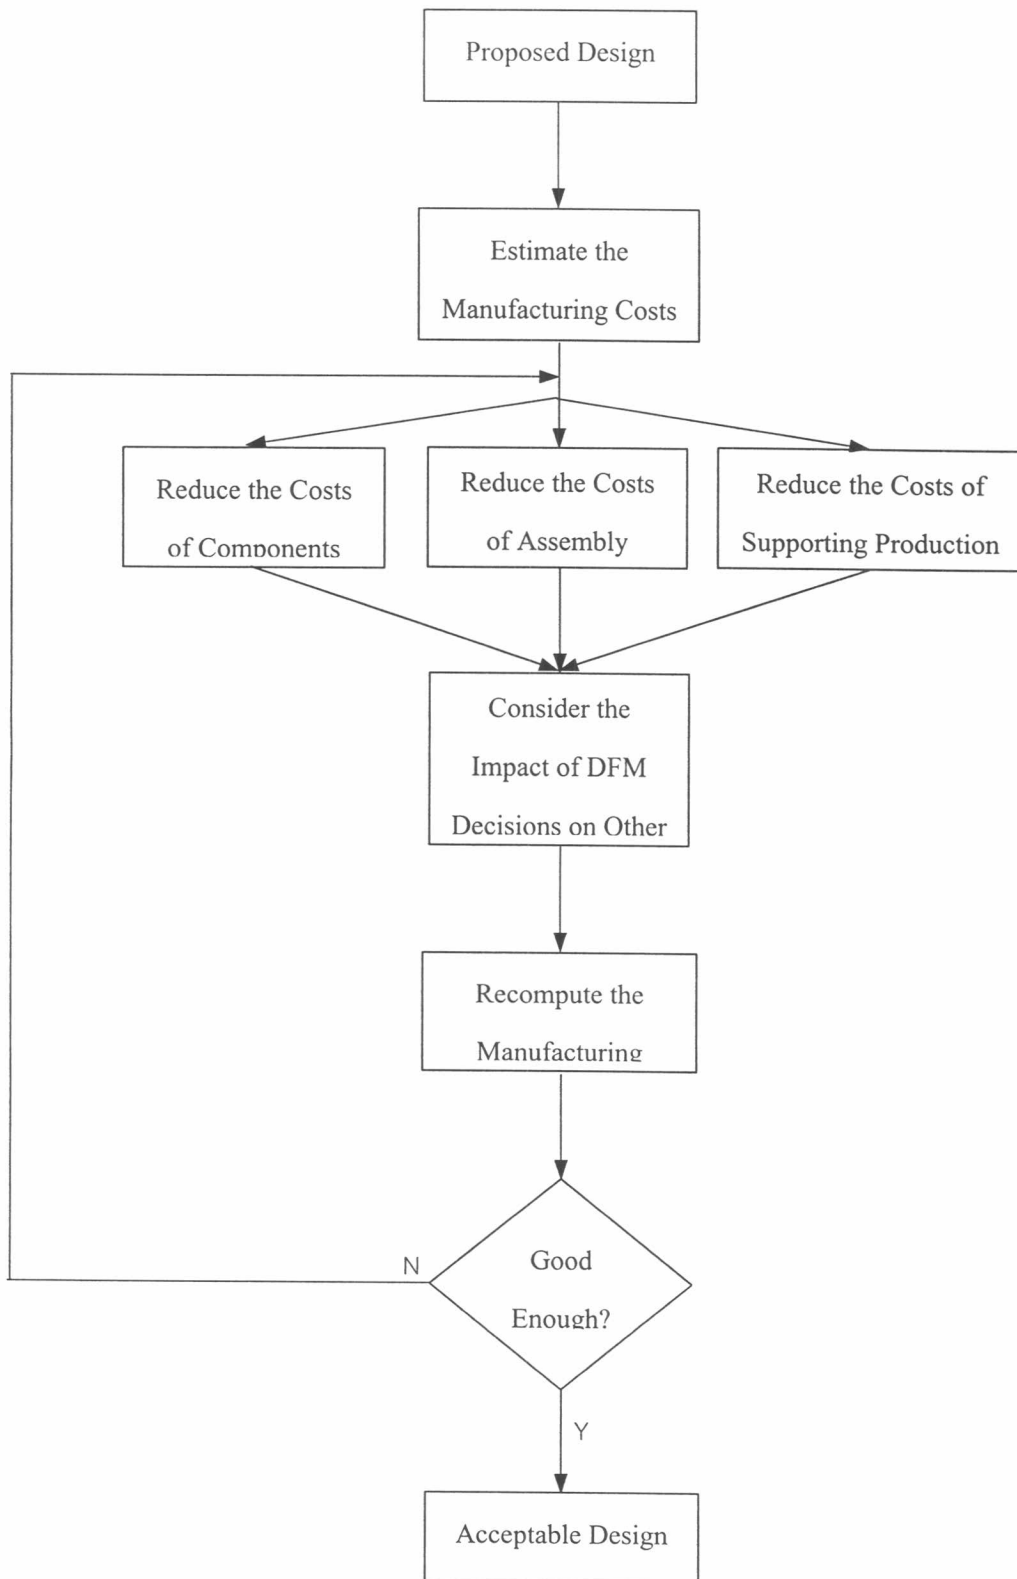 Proposed Design
Estimate the
Manufacturing Costs
Reduce the Costs
of Components
Reduce the Costs
of Assembly
Reduce the Costs of
Supporting Production
Consider the
Impact of DFM
Decisions on Other
Recompute the
Manufacturing
N
Good
Enough?
Y
Acceptable Design